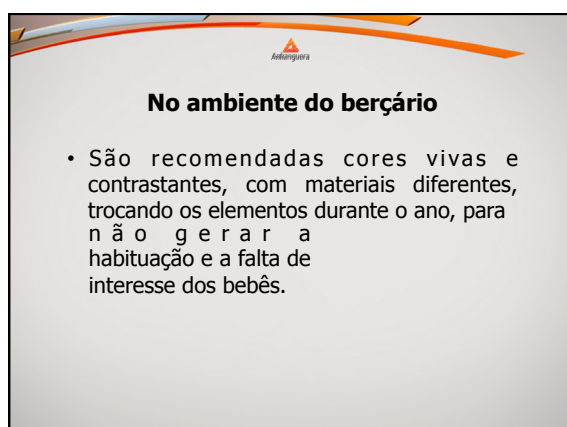 Anhanguera
No ambiente do berçário
• São recomendadas cores vivas e
contrastantes, com materiais diferentes,
trocando os elementos durante o ano, para
não gerar a
habituação e a falta de
interesse dos bebês.